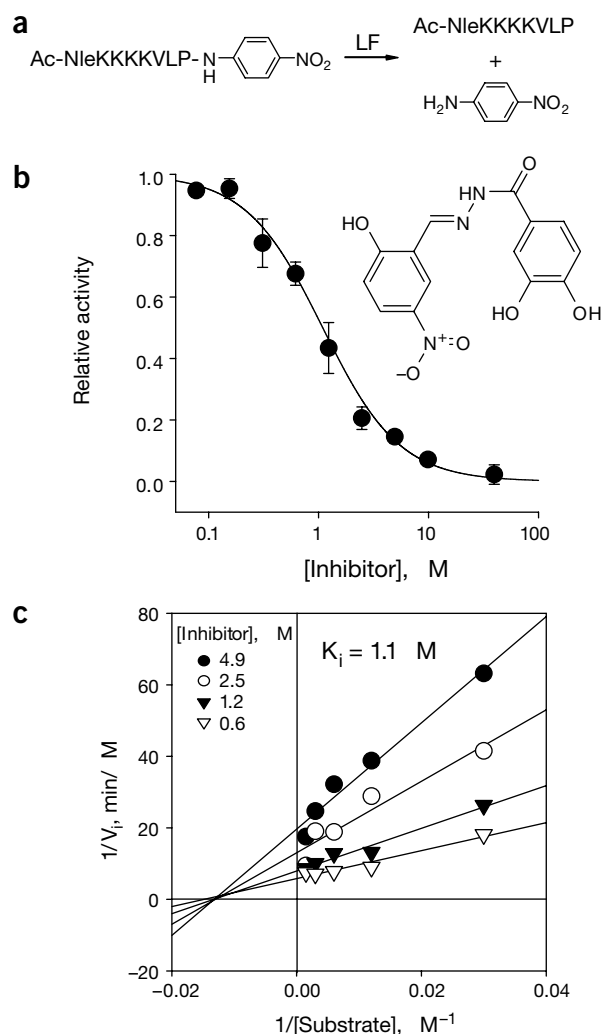 a
Ac-NleKKKKVLP-N
H
NO2
LF
Ac-NleKKKKVLP
+
H2N
NO2
b
Relative activity
1.0
0.8
0.6
0.4
0.2
0.0
0.1
1
10
100
[Inhibitor], M
O
NH
N
HO
HO
OH
N+
O
–O
c
[Inhibitor], M
4.9
2.5
1.2
0.6
Ki = 1.1 M
1/Vi, min/ M
80
60
40
20
0
−20
−0.02
0.00
0.02
0.04
1/[Substrate], M−1